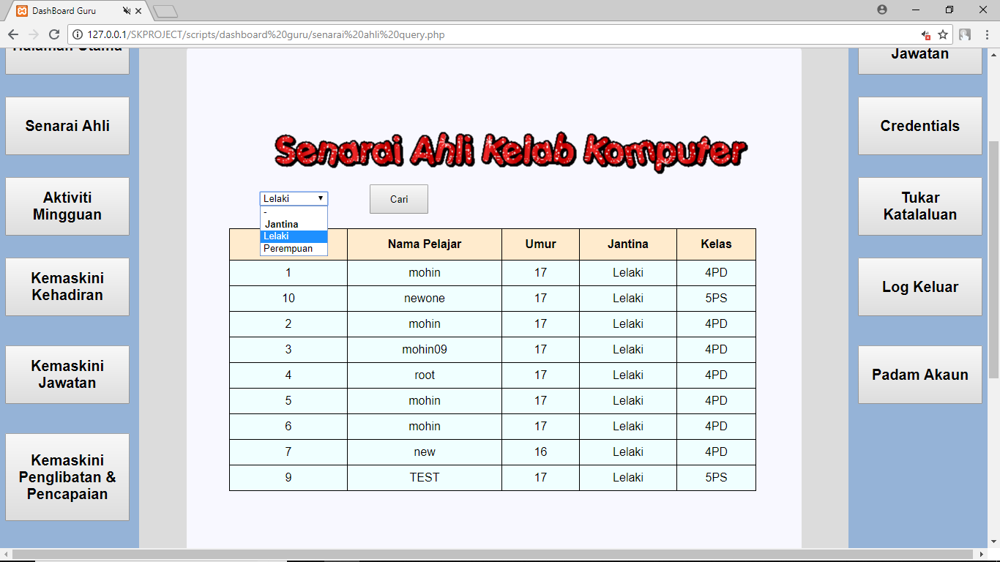 DashBoard Guru
127.0.0.1/SKPROJECT/scripts/dashboard%20guru/senarai%20ahli%20query.php
Halaman Utama
Senarai Ahli
Aktiviti
Mingguan
Kemaskini
Kehadiran
Kemaskini
Jawatan
Kemaskini
Penglibatan &
Pencapaian
Senarai Ahli Kelab Komputer
Lelaki
Cari
-
Jantina
Lelaki
Perempuan
Nama Pelajar Umur Jantina Kelas
1 mohin 17 Lelaki 4PD
10 newone 17 Lelaki 5PS
2 mohin 17 Lelaki 4PD
3 mohin09 17 Lelaki 4PD
4 root 17 Lelaki 4PD
5 mohin 17 Lelaki 4PD
6 mohin 17 Lelaki 4PD
7 new 16 Lelaki 4PD
9 TEST 17 Lelaki 5PS
Jawatan
Credentials
Tukar
Katalaluan
Log Keluar
Padam Akaun